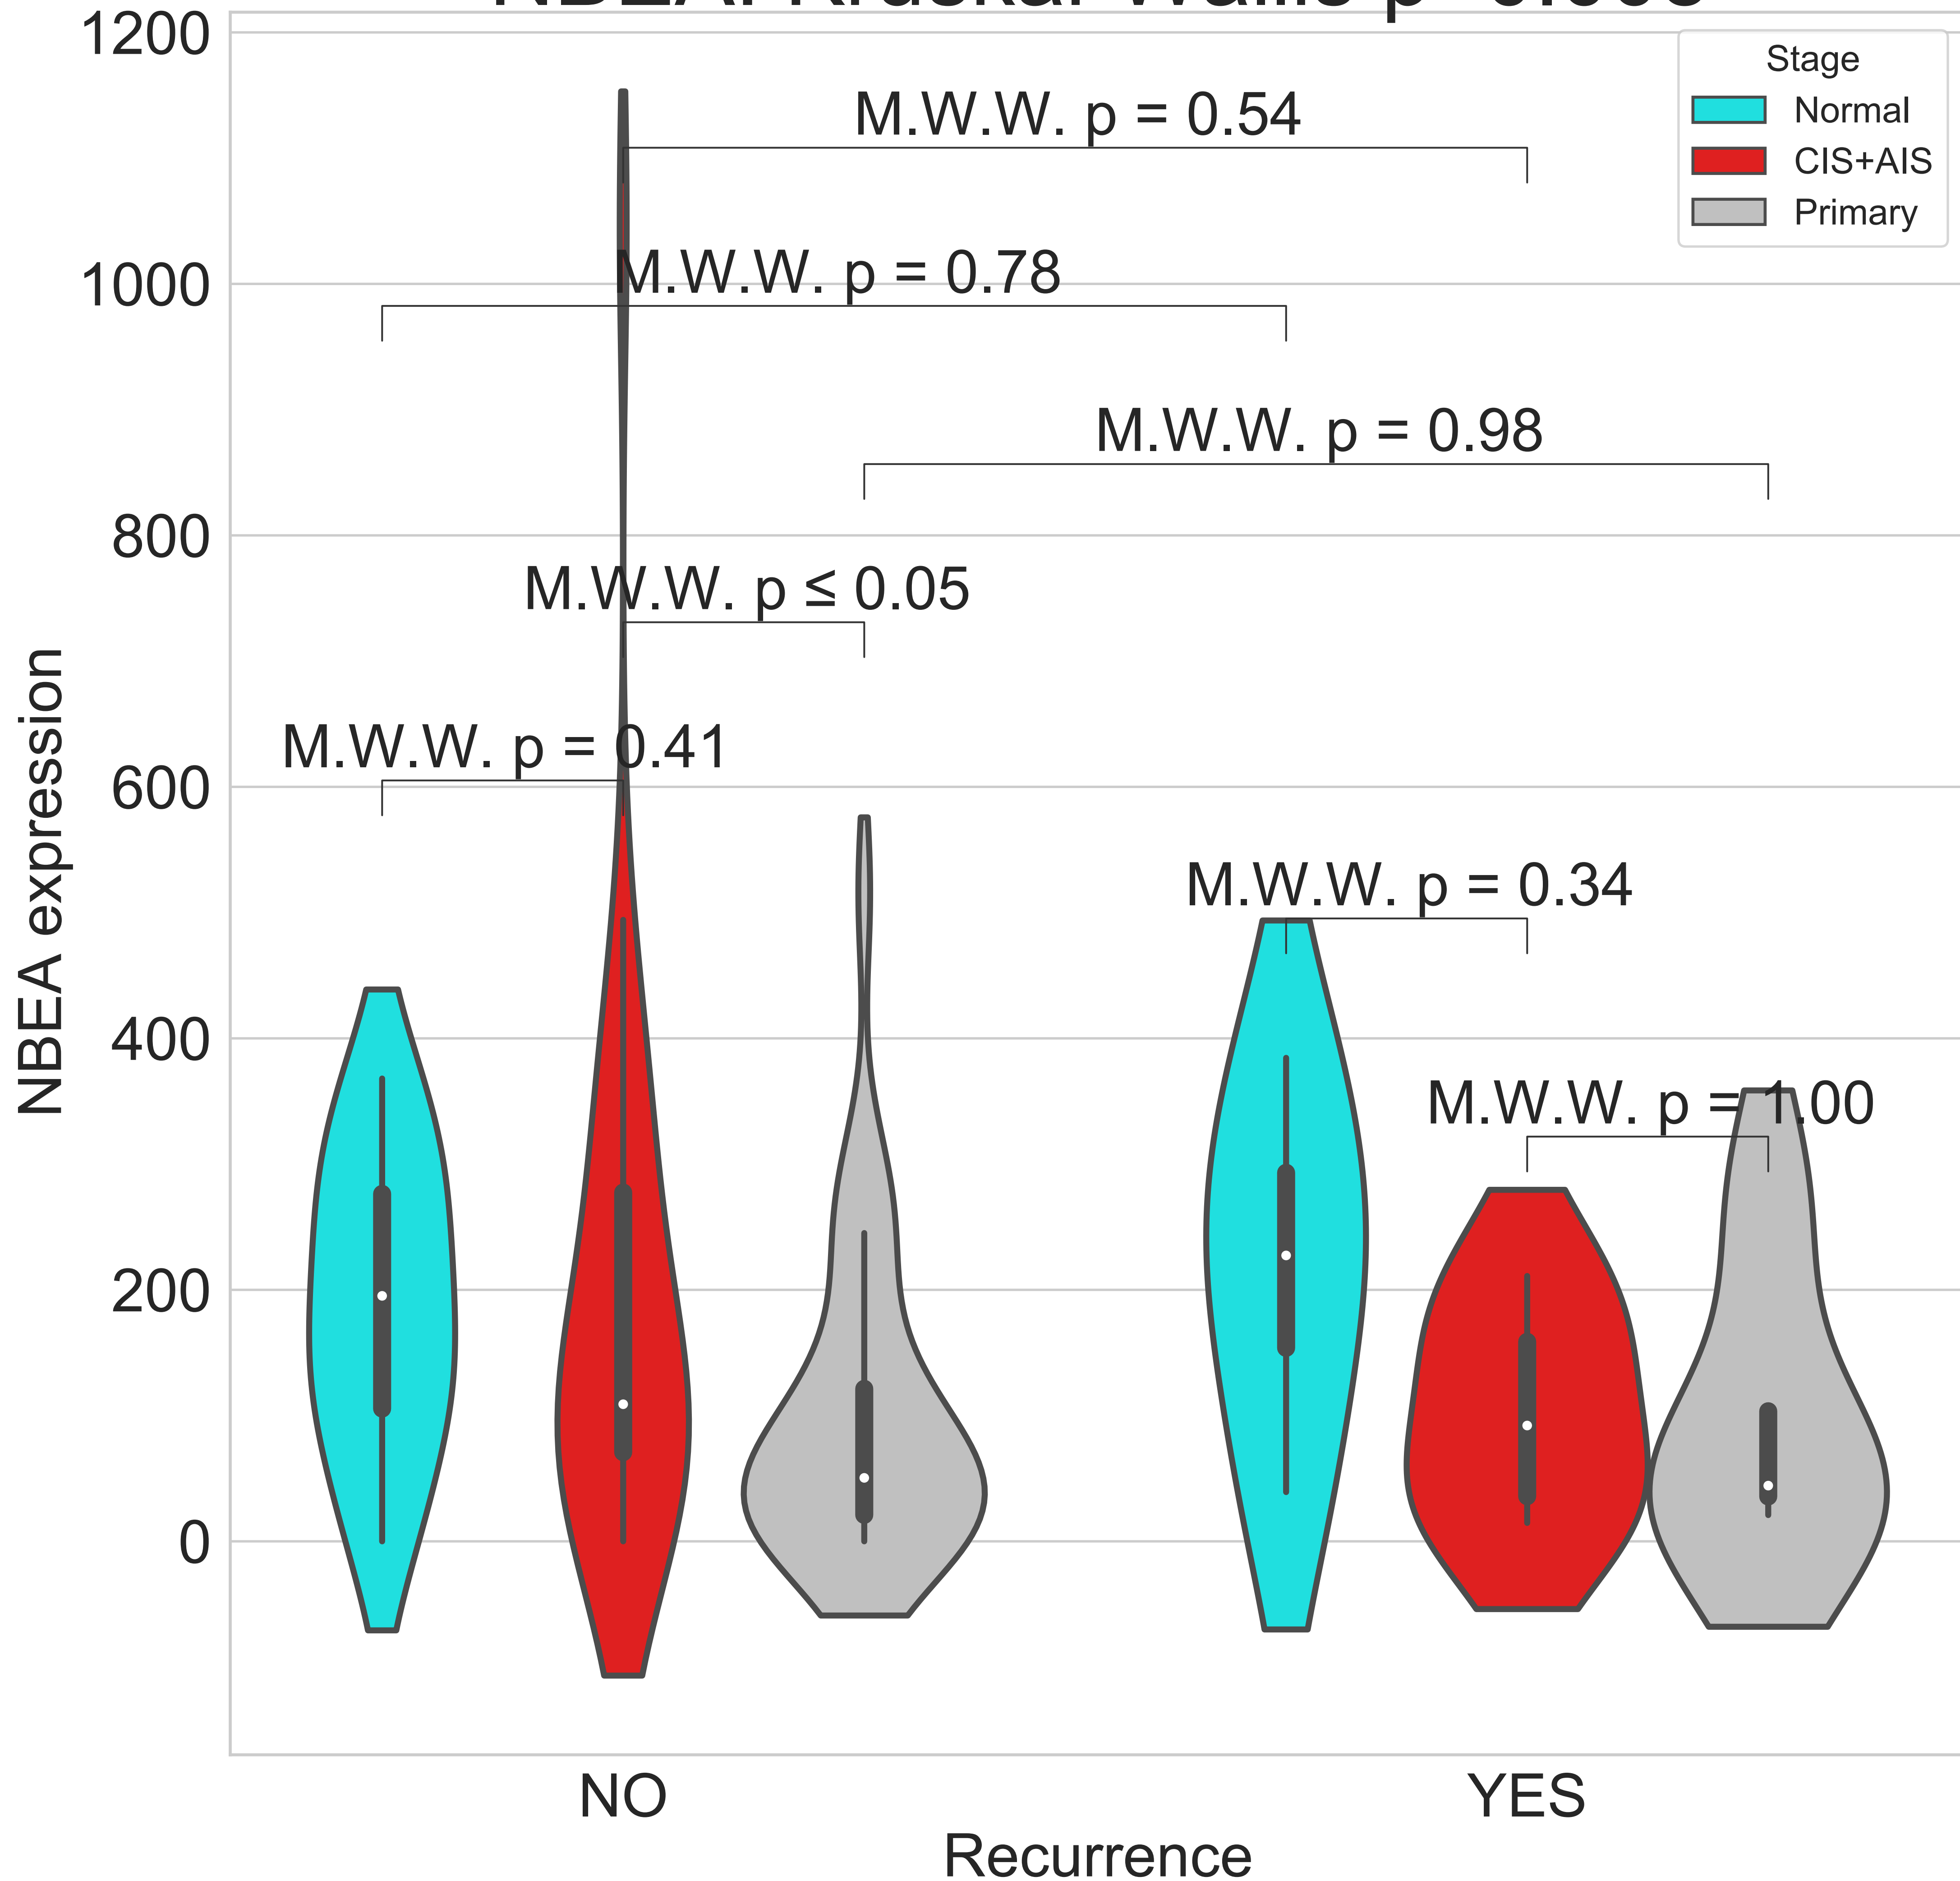 1200
Stage
Normal
CIS+AIS
Primary
M.W.W. p = 0.54
1000
M.W.W. p = 0.78
M.W.W. p = 0.98
800
M.W.W. p ≤ 0.05
M.W.W. p = 0.41
600
M.W.W. p = 0.34
400
M.W.W. p = 1.00
200
0
NBEA expression
NO
YES
Recurrence